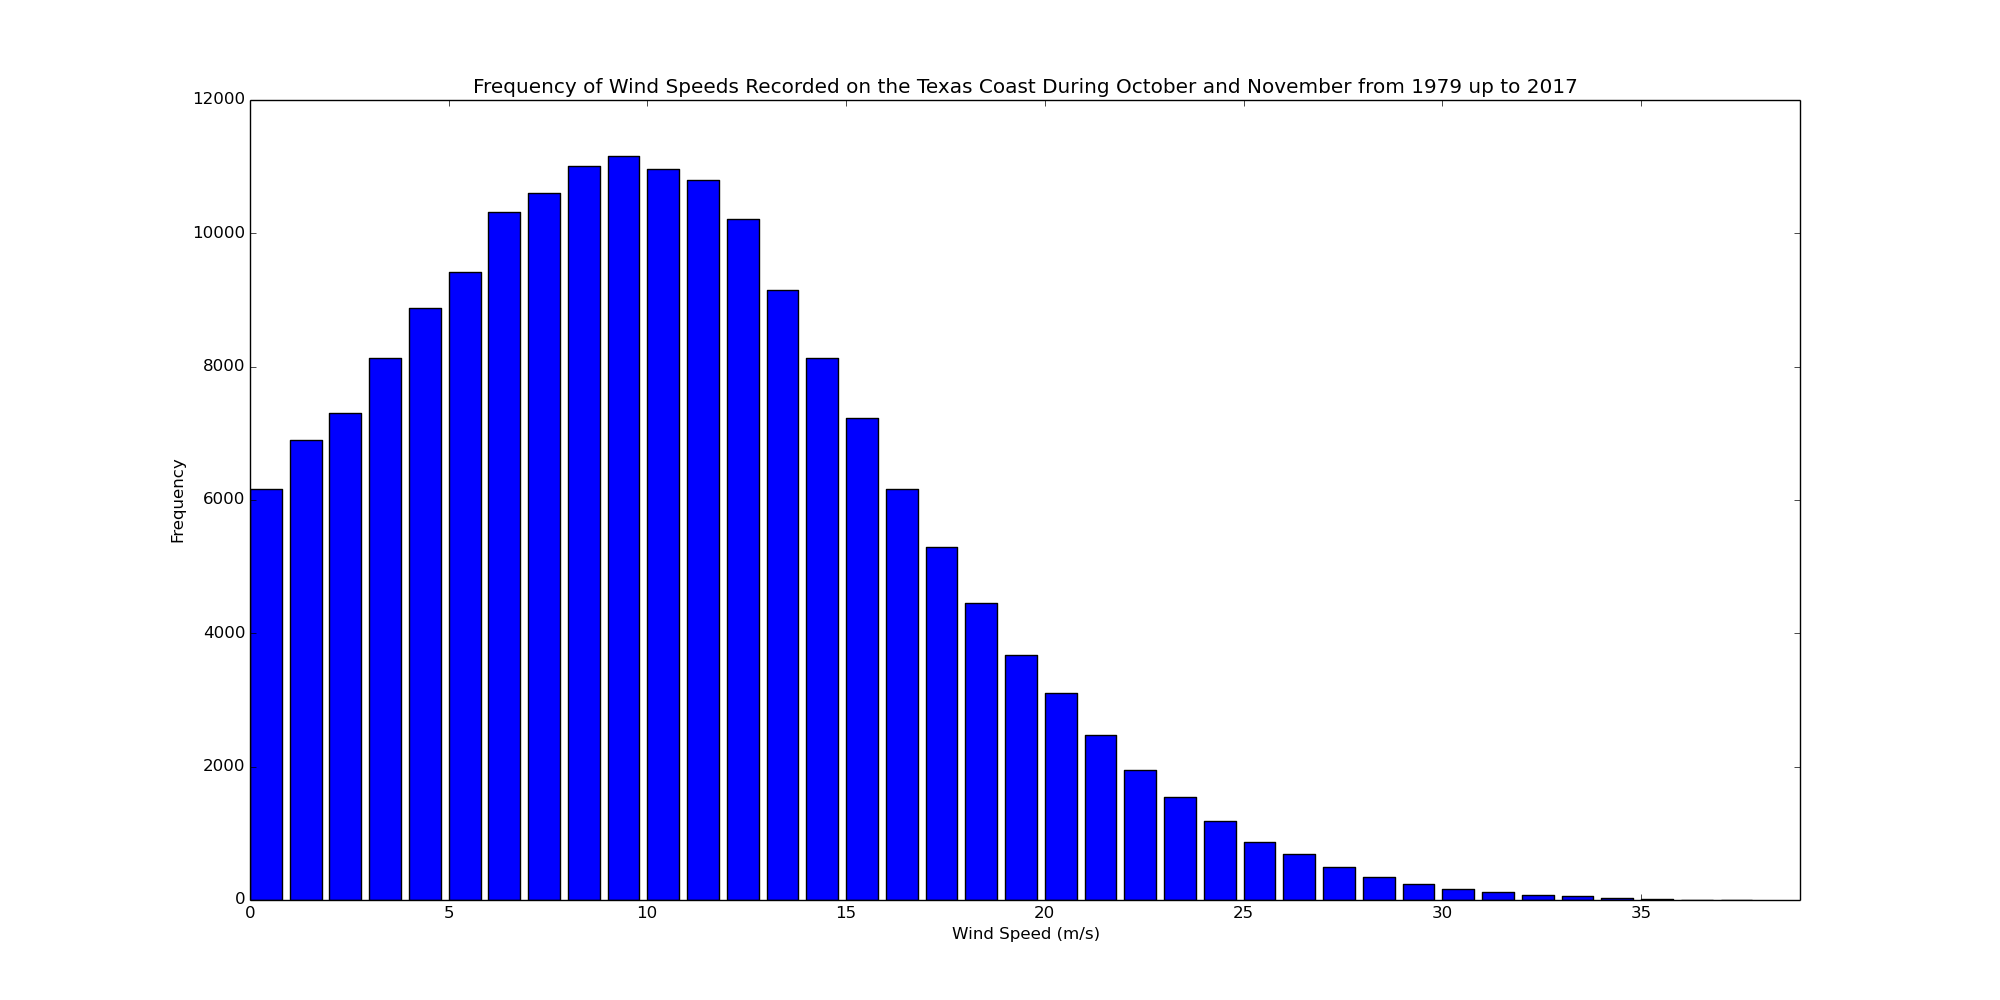 Frequency of Wind Speeds Recorded on the Texas Coast During October and November from 1979 up to 2017
12000
10000
8000
6000
4000
2000
0
Frequency
0 5 10 15 20 25 30 35
Wind Speed (m/s)